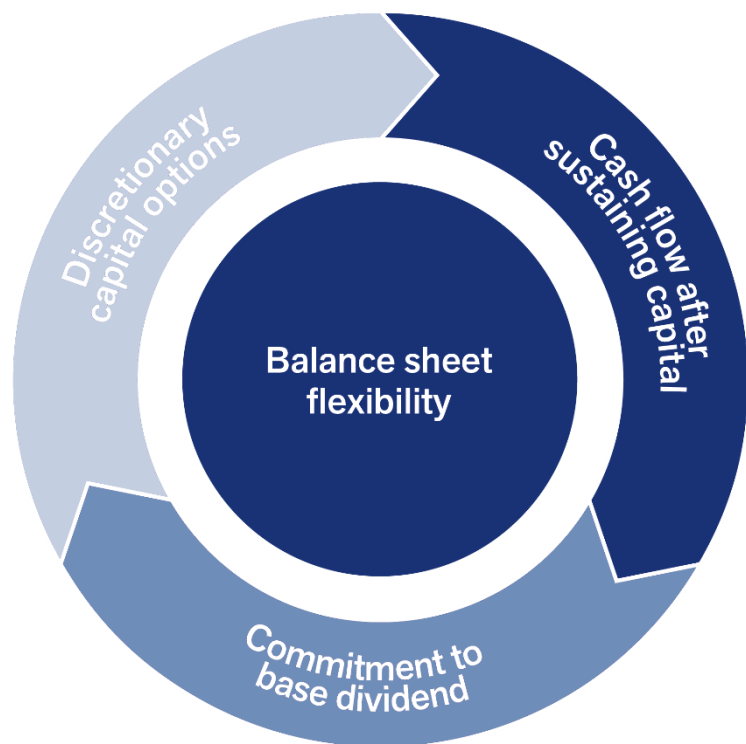 Discretionary
capital options
Cash flow after
sustaining capital
Balance sheet
flexibility
Commitment to
base dividend